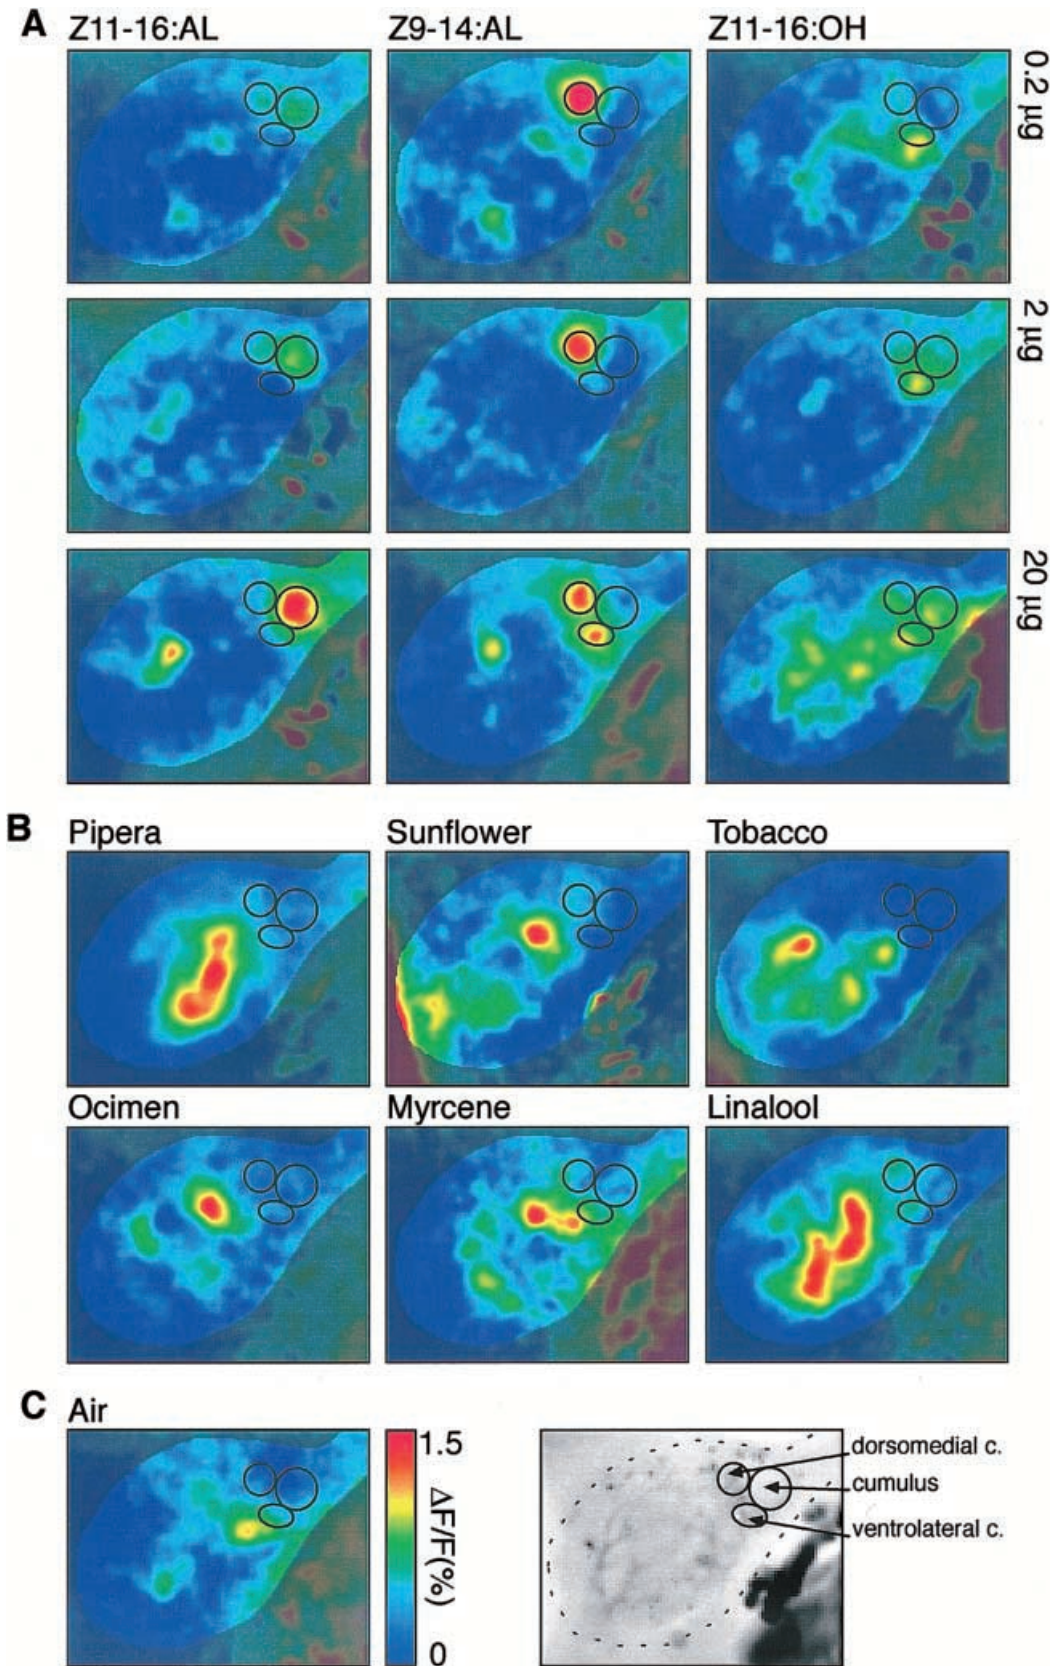 A
Z11-16:AL
Z9-14:AL
Z11-16:OH
0.2 µg
2 µg
20 µg
B
Pipera
Sunflower
Tobacco
Ocimen
Myrcene
Linalool
C
Air
1.5
ΔF/F(%)
0
dorsomedial c.
cumulus
ventrolateral c.